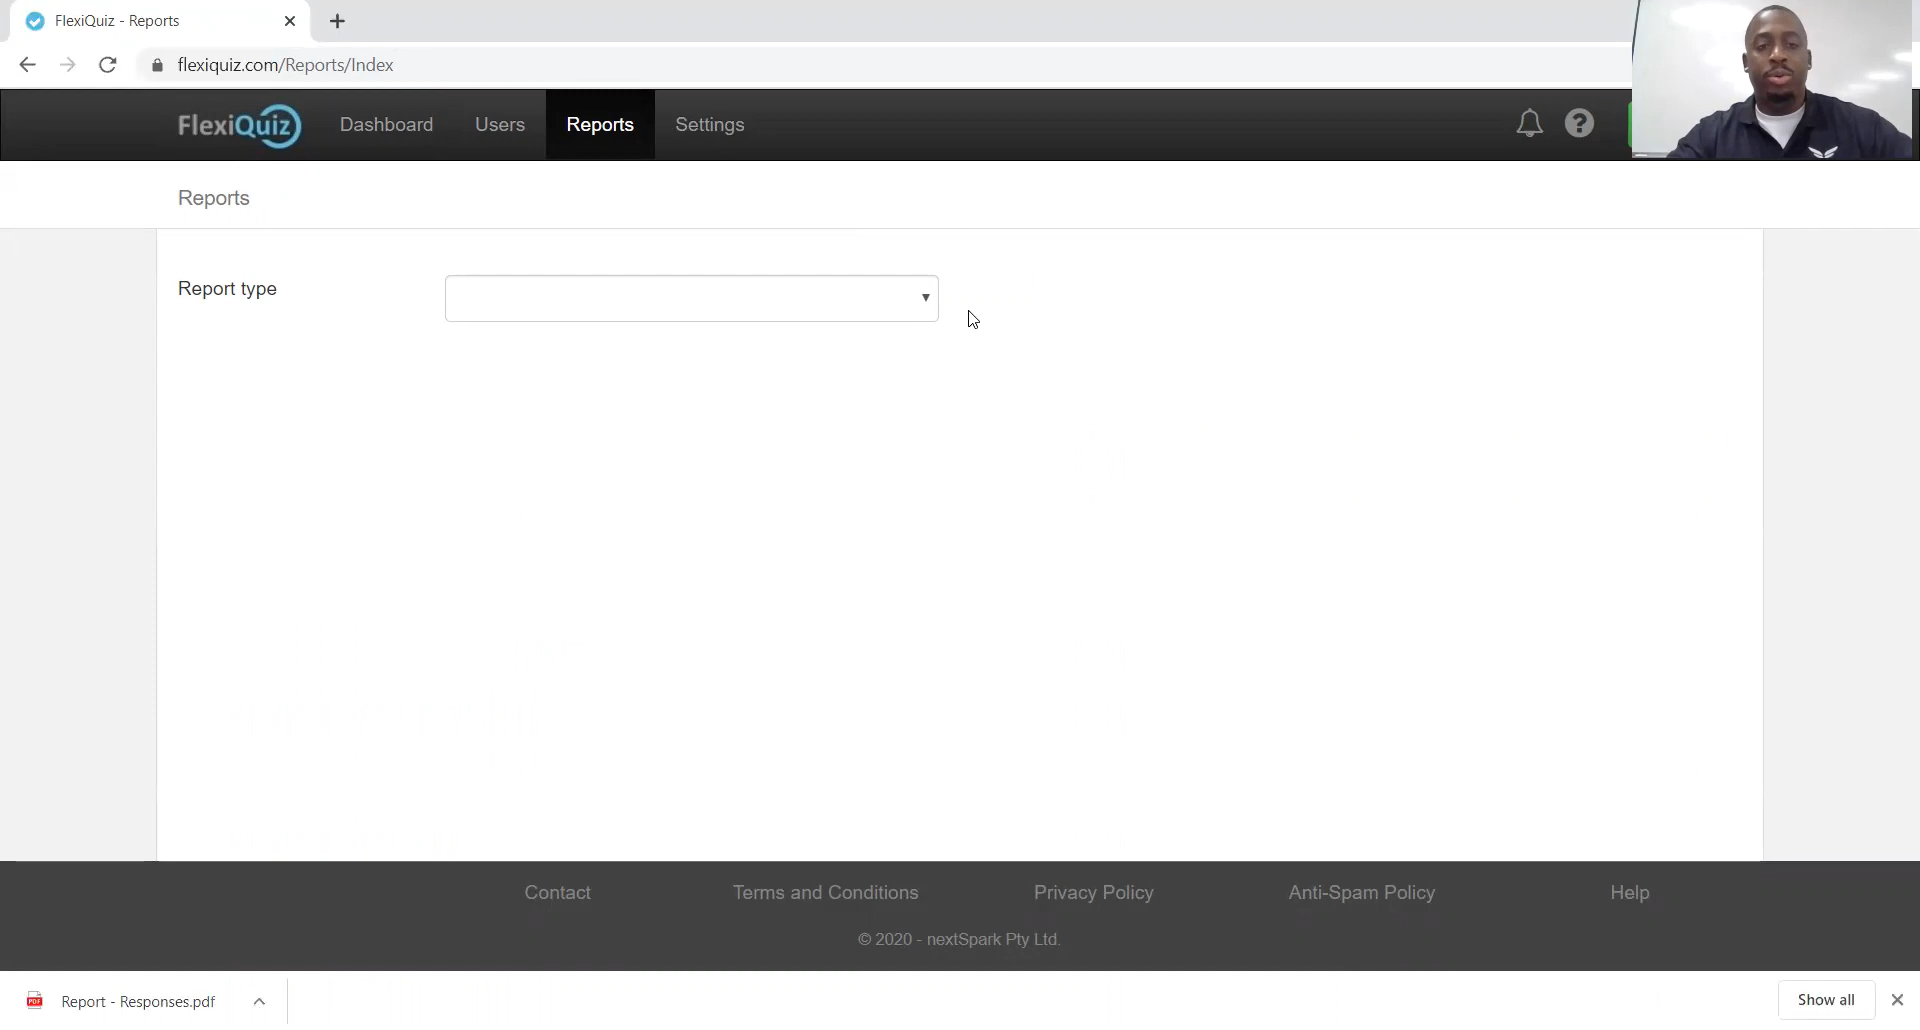 FlexiQuiz - Reports
flexiquiz.com/Reports/Index
FlexiQuiz Dashboard Users Reports Settings
Reports
Report type
Contact Terms and Conditions Privacy Policy Anti-Spam Policy Help
© 2020 - nextSpark Pty Ltd.
Report - Responses.pdf Show all